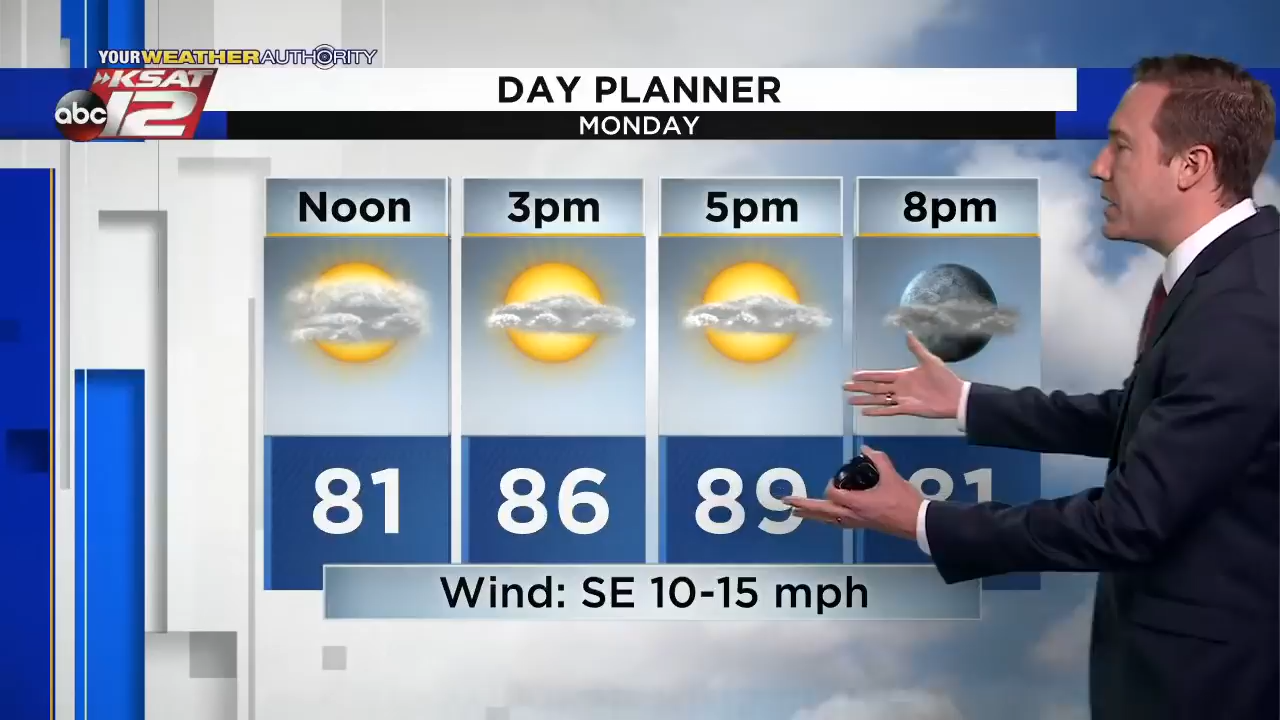 YOUR WEATHER AUTHORITY
KSAT
abc 12
DAY PLANNER
MONDAY
Noon 3pm 5pm 8pm
81 86 89 81
Wind: SE 10-15 mph